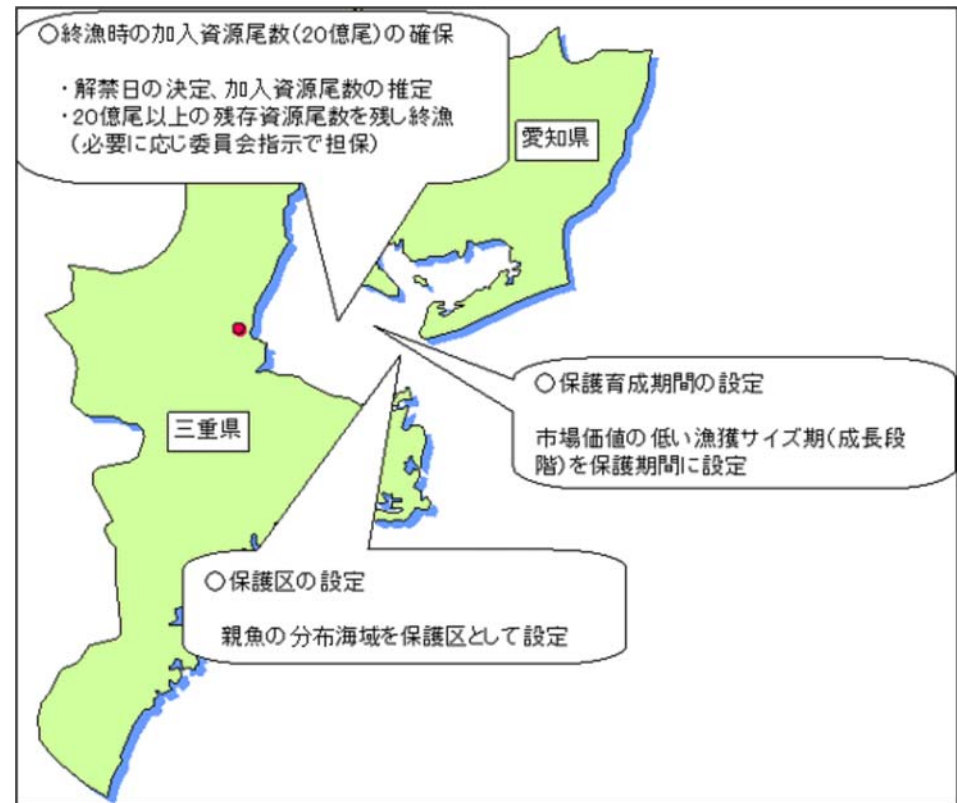 ○終漁時の加入資源尾数(20億尾)の確保
・解禁日の決定、加入資源尾数の推定
・20億尾以上の残存資源尾数を残し終漁
(必要に応じ委員会指示で担保)
愛知県
○保護育成期間の設定
市場価値の低い漁獲サイズ期(成長段
階)を保護期間に設定
三重県
○保護区の設定
親魚の分布海域を保護区として設定